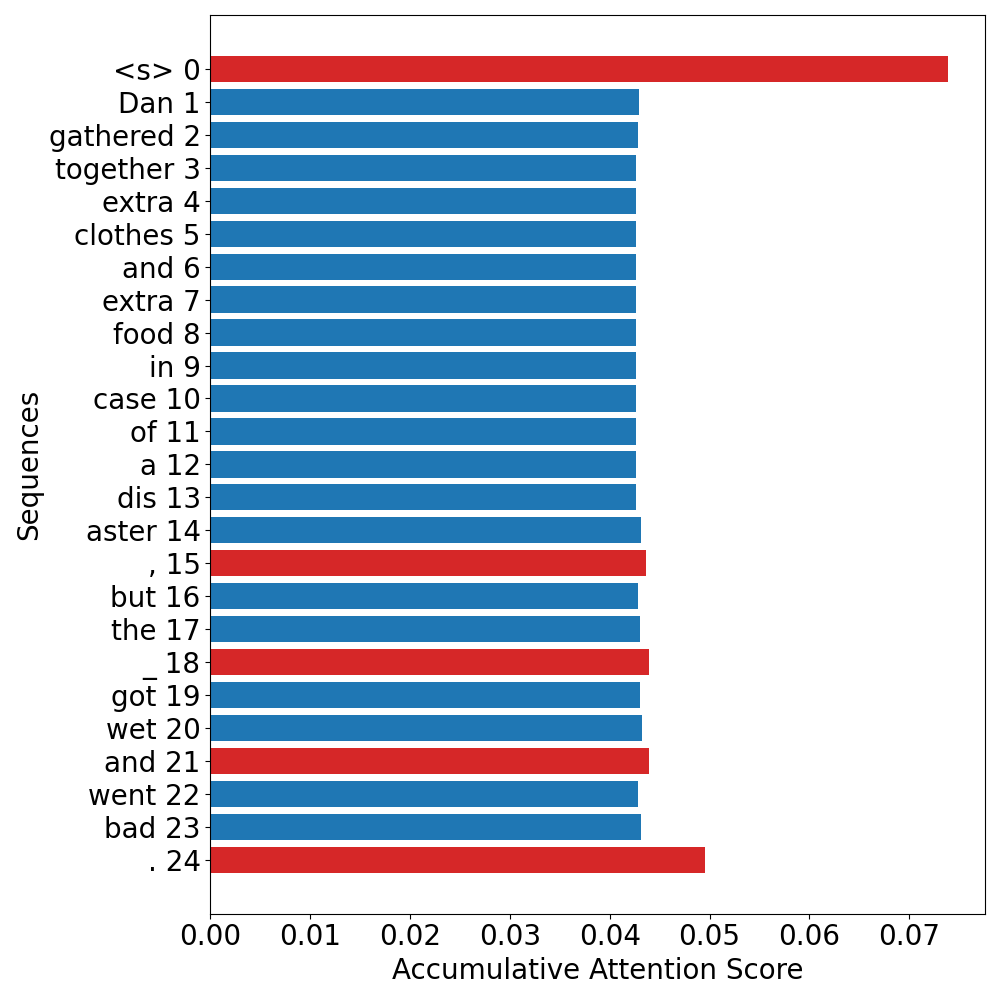 <s> 0
Dan 1
gathered 2
together 3
extra 4
clothes 5
and 6
extra 7
food 8
in 9
case 10
of 11
a 12
dis 13
aster 14
, 15
but 16
the 17
_ 18
got 19
wet 20
and 21
went 22
bad 23
. 24
Sequences
0.00 0.01 0.02 0.03 0.04 0.05 0.06 0.07
Accumulative Attention Score